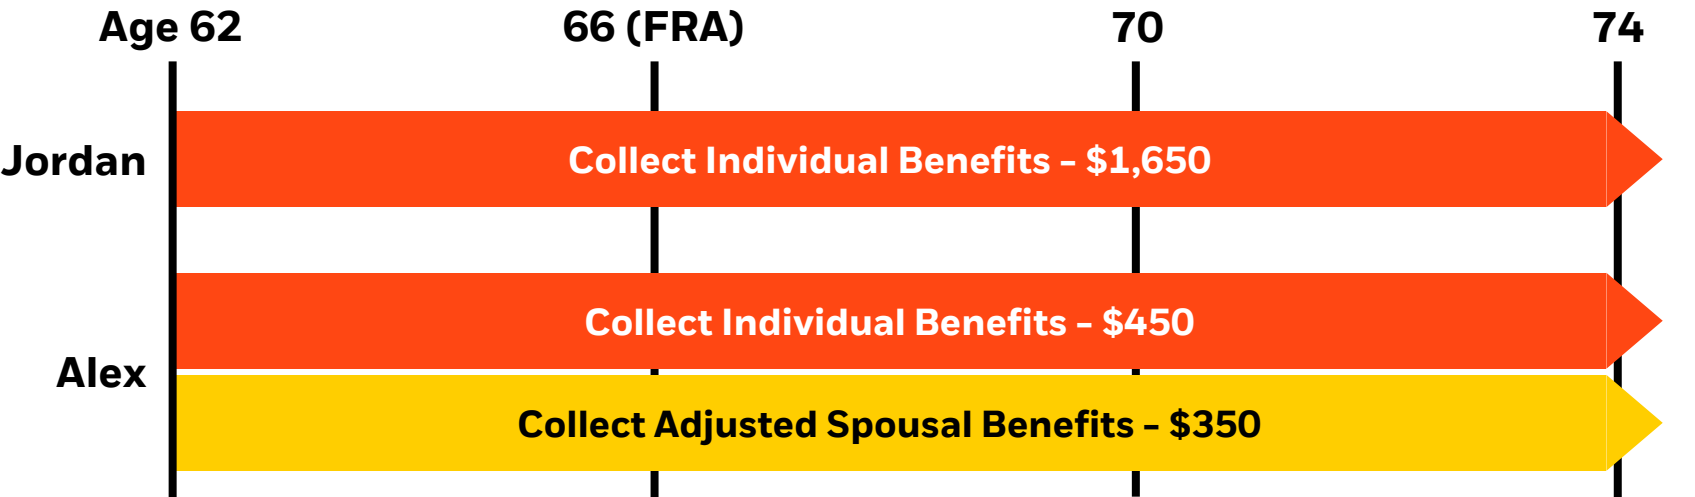 Age 62 66 (FRA) 70 74
Jordan
Collect Individual Benefits - $1,650
Collect Individual Benefits - $450
Alex
Collect Adjusted Spousal Benefits - $350